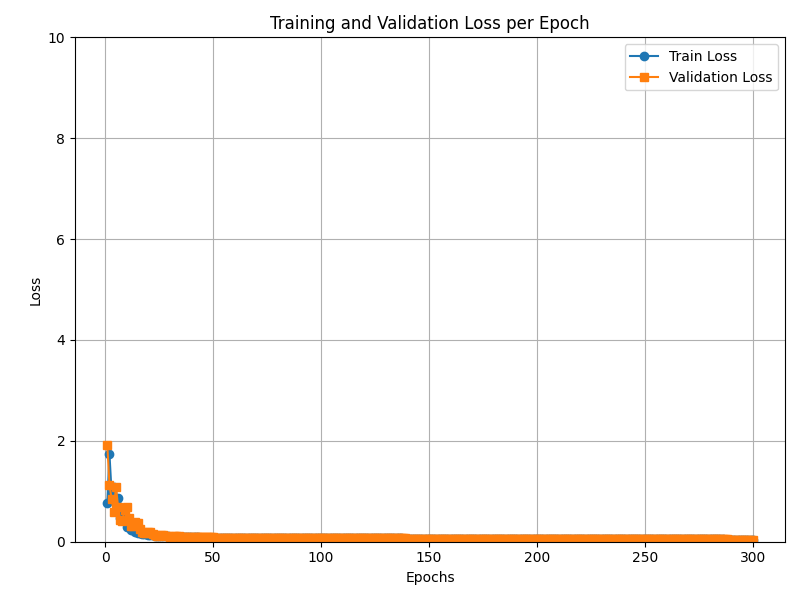 Training and Validation Loss per Epoch
Train Loss
Validation Loss
10
8
6
4
2
0
Loss
0 50 100 150 200 250 300
Epochs